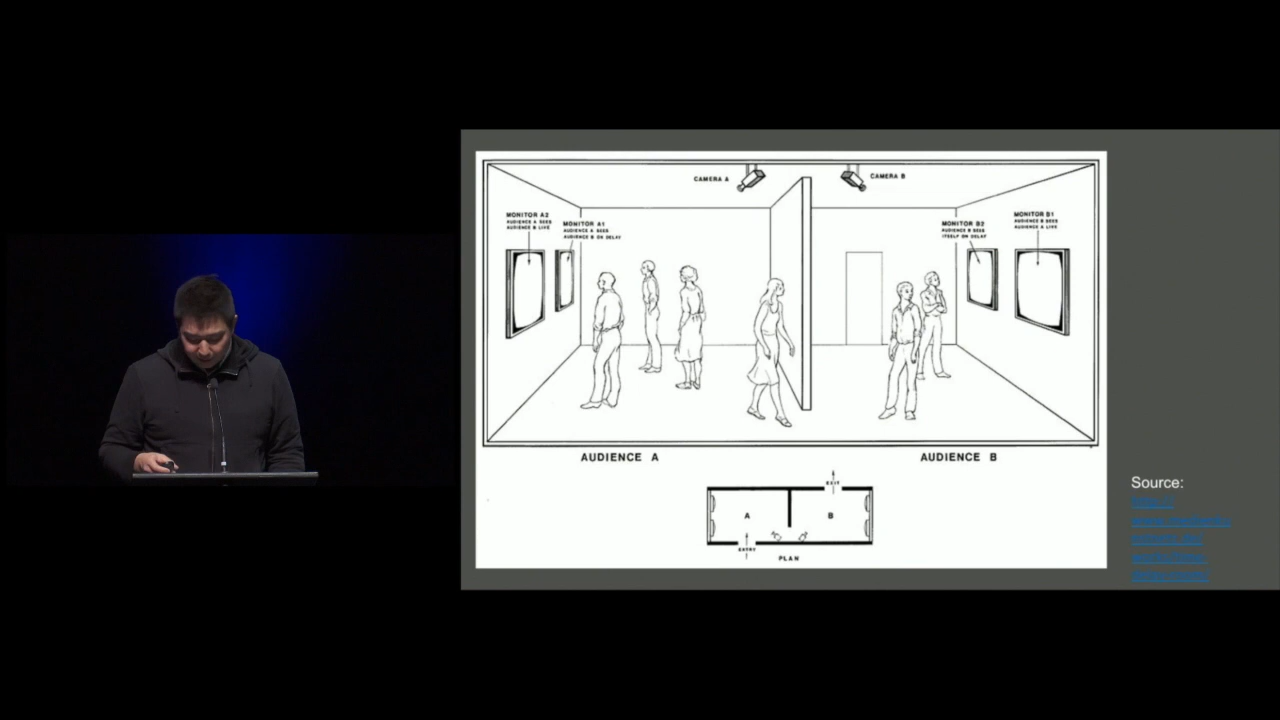 CAMERA A
CAMERA B
MONITOR A2
AUDIENCE A SEES
AUDIENCE B LIVE
MONITOR A1
AUDIENCE A SEES
AUDIENCE B ON DELAY
MONITOR B2
AUDIENCE B SEES
ITSELF ON DELAY
MONITOR B1
AUDIENCE B SEES
AUDIENCE A LIVE
AUDIENCE A
AUDIENCE B
EXIT
A
B
ENTRY
PLAN
Source: